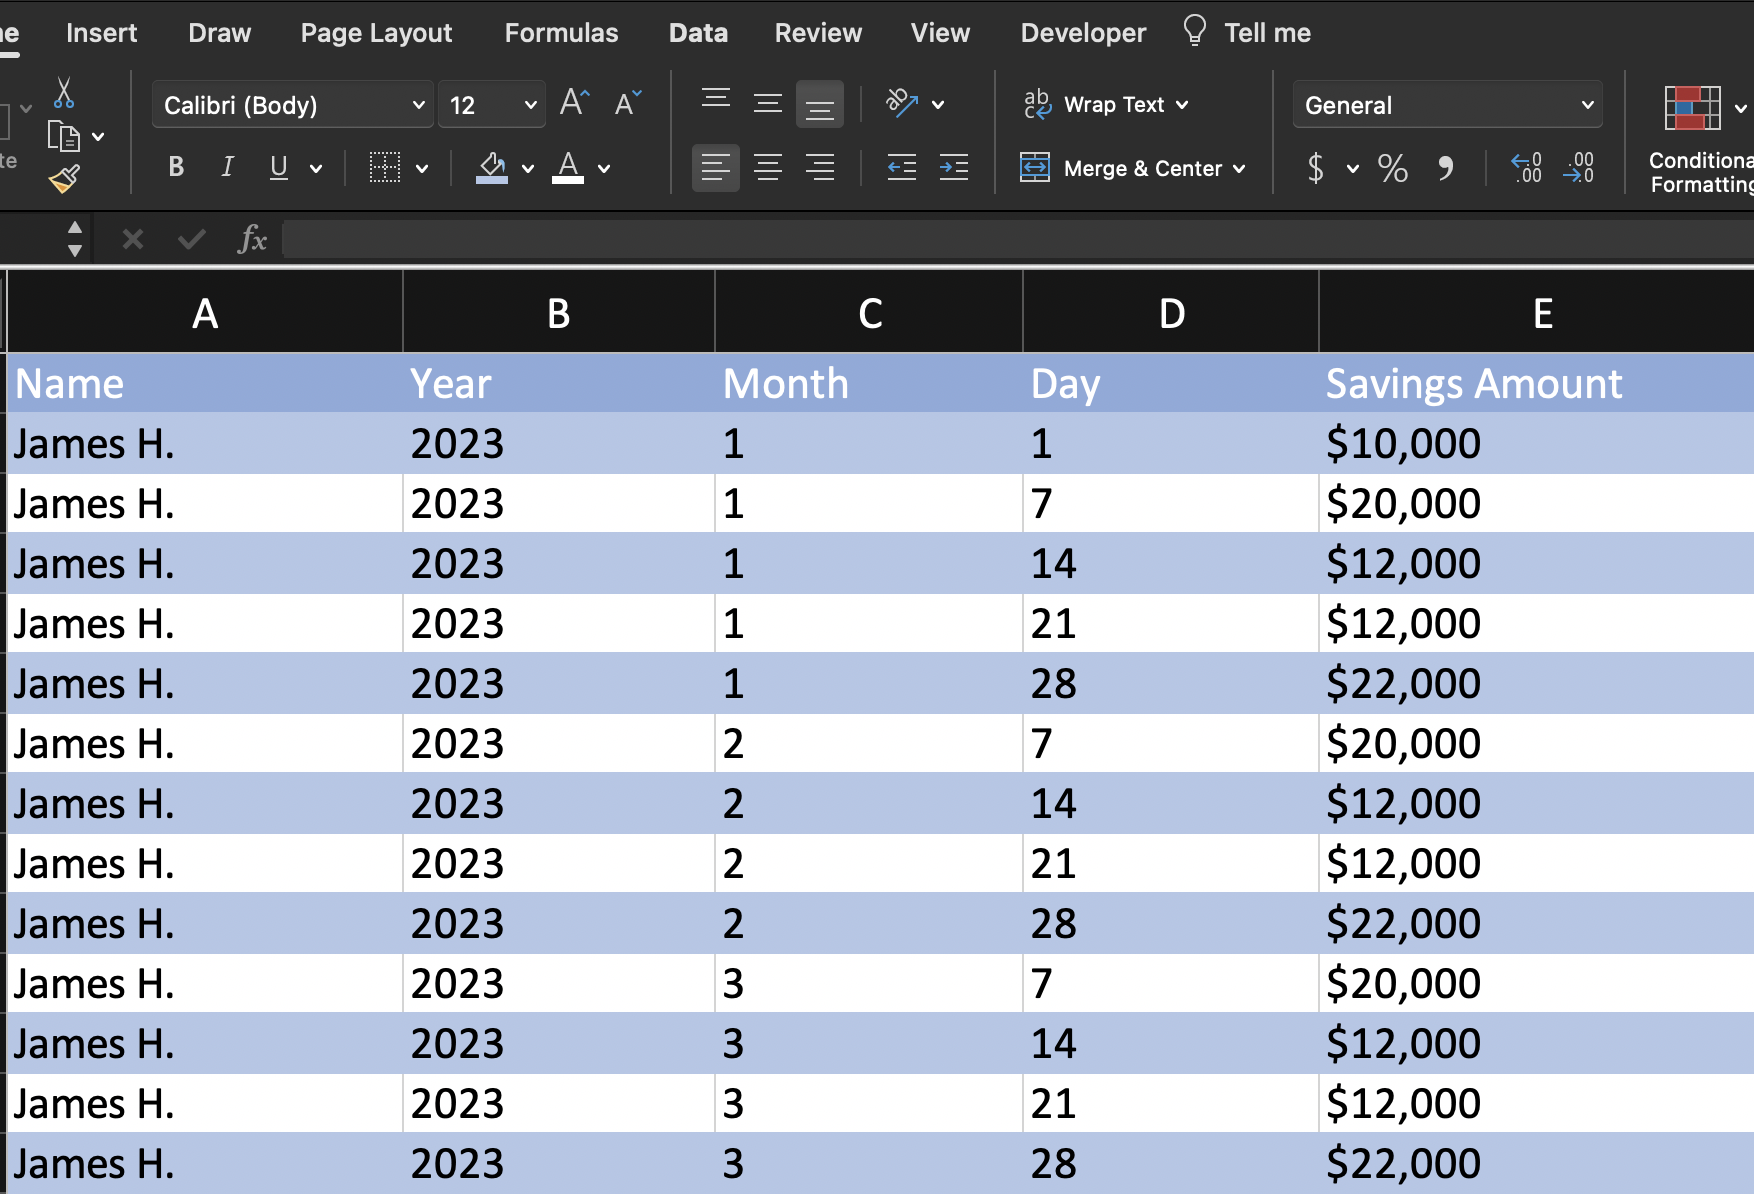 e Insert Draw Page Layout Formulas Data Review View Developer Tell me
Calibri (Body) 12 A A ab Wrap Text General
te B I U A Merge & Center $ % 9 .0 .00 .00 .0 Conditiona
Formatting
fx
A B C D E
Name Year Month Day Savings Amount
James H. 2023 1 1 $10,000
James H. 2023 1 7 $20,000
James H. 2023 1 14 $12,000
James H. 2023 1 21 $12,000
James H. 2023 1 28 $22,000
James H. 2023 2 7 $20,000
James H. 2023 2 14 $12,000
James H. 2023 2 21 $12,000
James H. 2023 2 28 $22,000
James H. 2023 3 7 $20,000
James H. 2023 3 14 $12,000
James H. 2023 3 21 $12,000
James H. 2023 3 28 $22,000